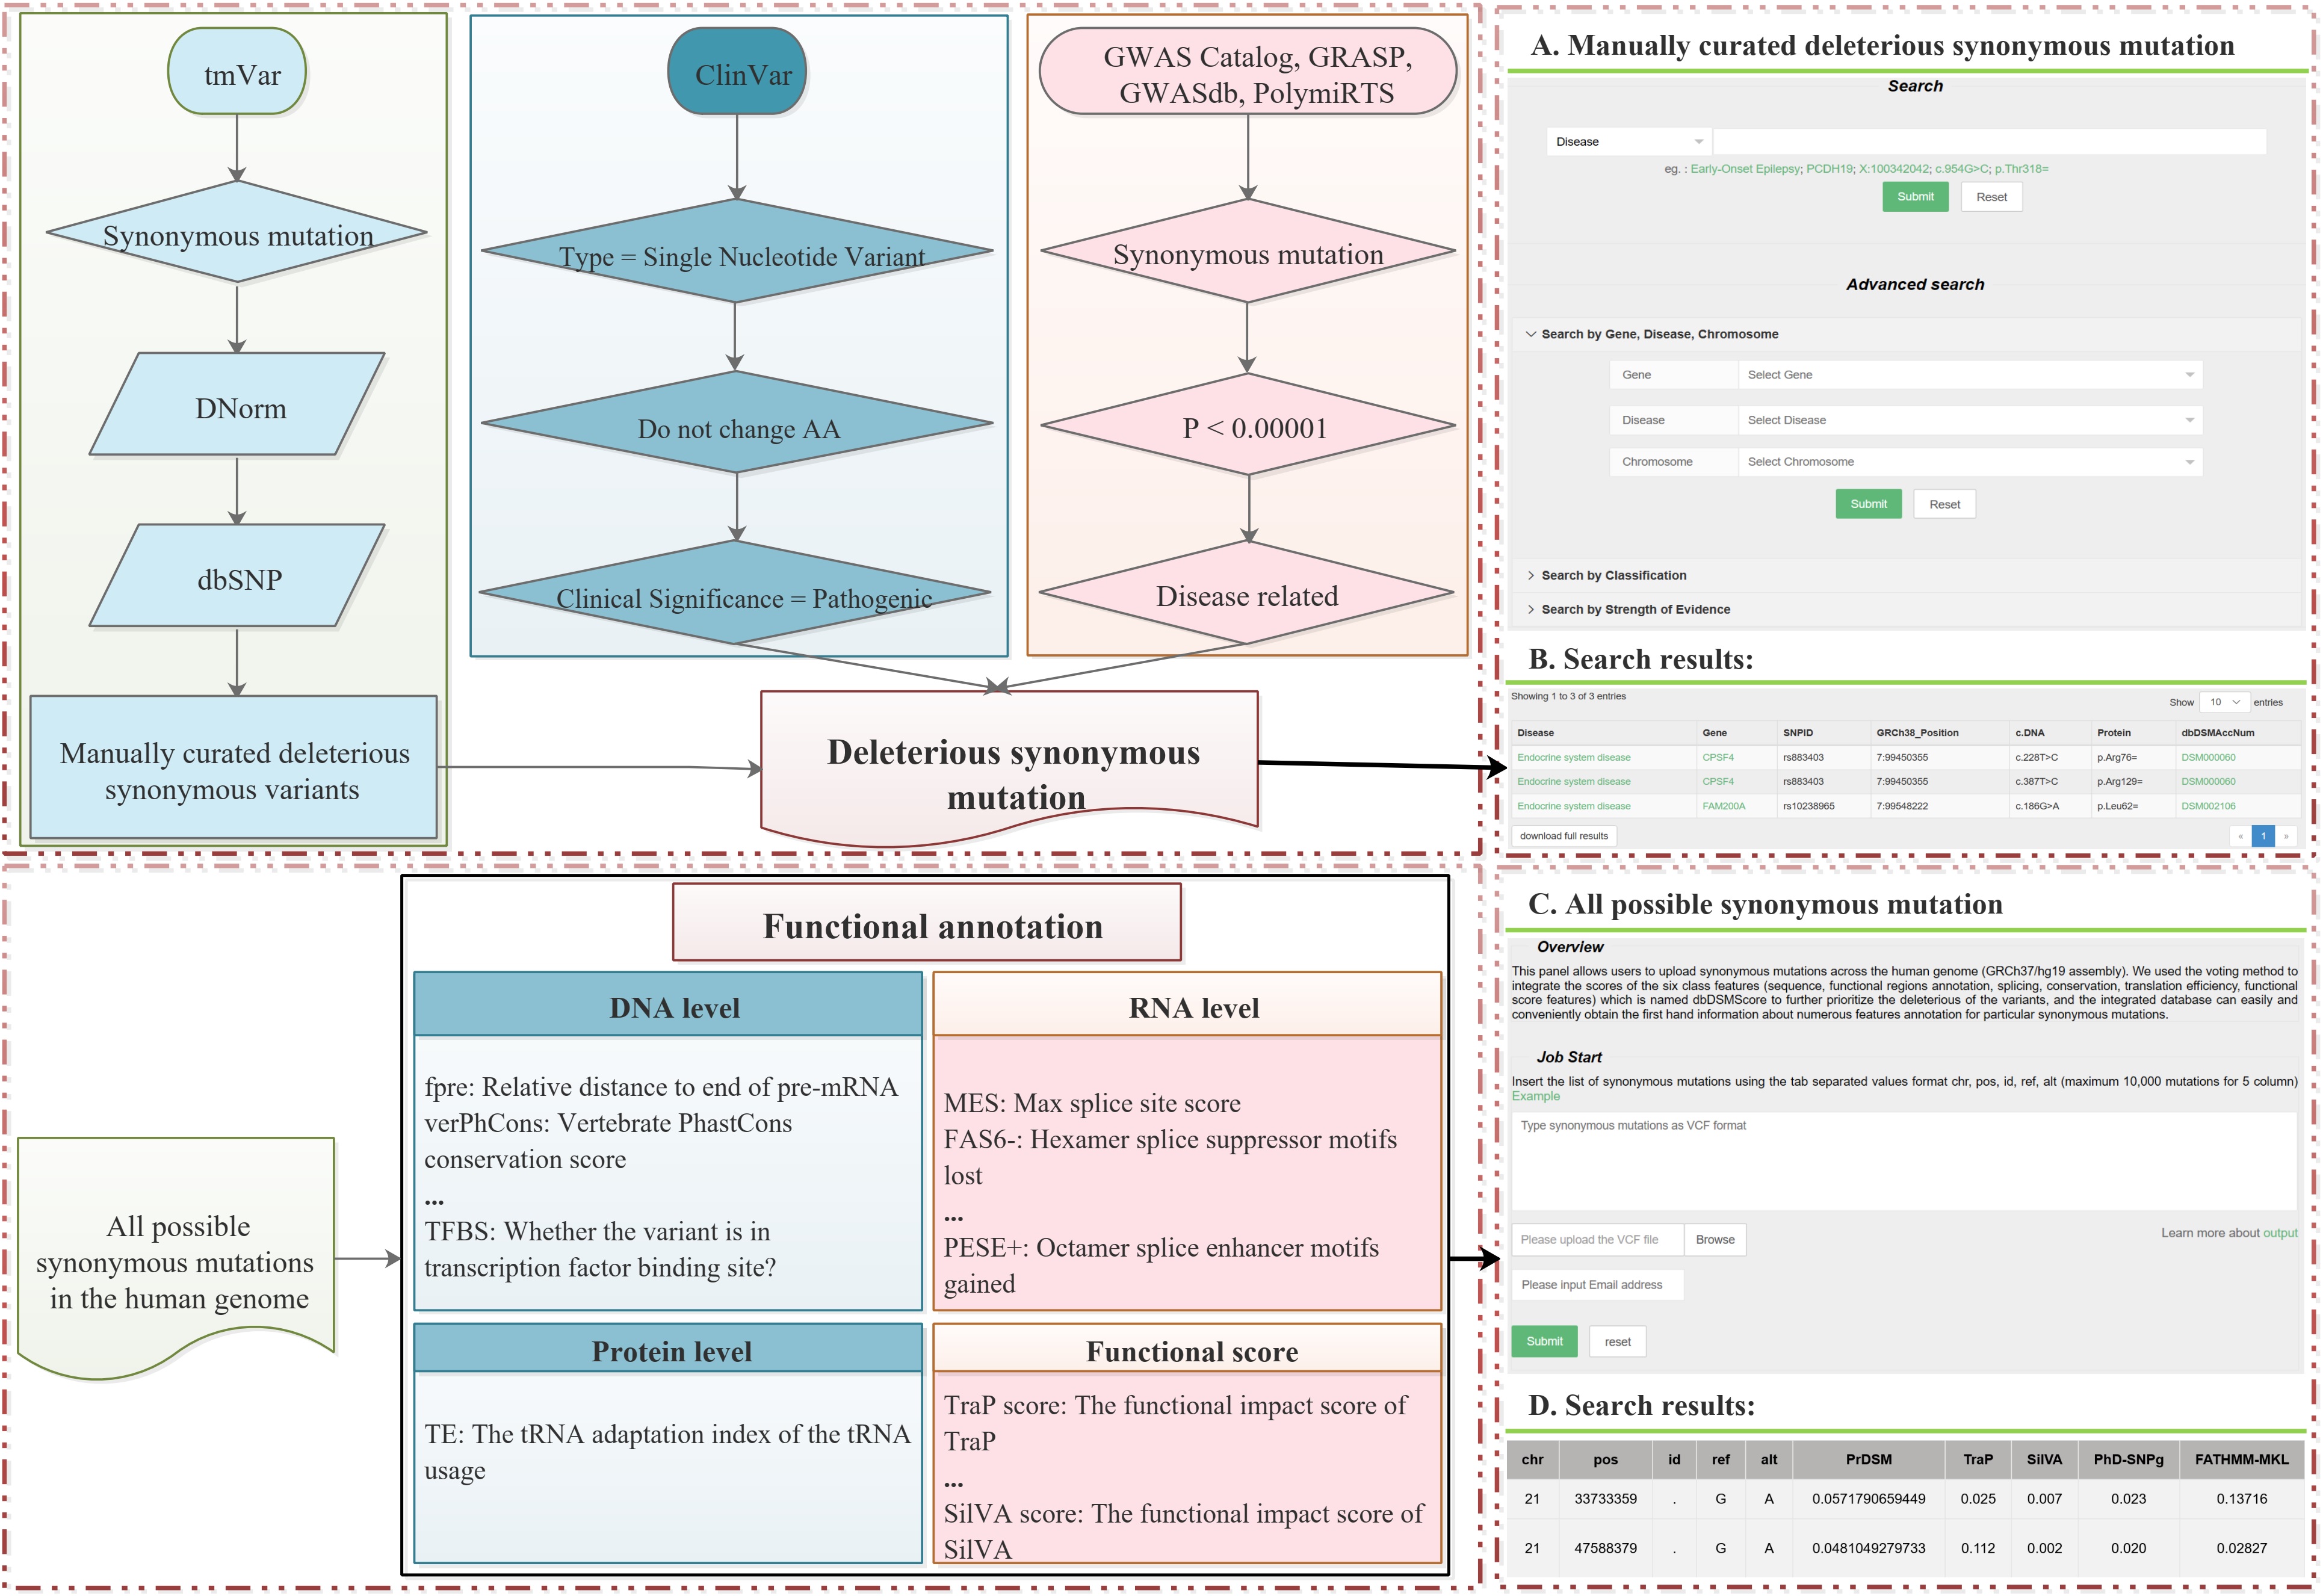 tmVar
Synonymous mutation
DNorm
dbSNP
Manually curated deleterious
synonymous variants
ClinVar
Type = Single Nucleotide Variant
Do not change AA
Clinical Significance = Pathogenic
GWAS Catalog, GRASP,
GWASdb, PolymiRTS
Synonymous mutation
P < 0.00001
Disease related
Deleterious synonymous
mutation
A. Manually curated deleterious synonymous mutation
Search
Disease
eg. : Early-Onset Epilepsy; PCDH19; X:100342042; c.954G>C; p.Thr318=
Submit Reset
Advanced search
Search by Gene, Disease, Chromosome
Gene Select Gene
Disease Select Disease
Chromosome Select Chromosome
Submit Reset
Search by Classification
Search by Strength of Evidence
B. Search results:
Showing 1 to 3 of 3 entries
Show 10 entries
Disease Gene SNPID GRCh38_Position c.DNA Protein dbDSMAccNum
Endocrine system disease CPSF4 rs883403 7:99450355 c.228T>C p.Arg76= DSM000060
Endocrine system disease CPSF4 rs883403 7:99450355 c.387T>C p.Arg129= DSM000060
Endocrine system disease FAM200A rs10238965 7:99548222 c.186G>A p.Leu62= DSM002106
download full results
« 1 »
All possible
synonymous mutations
in the human genome
Functional annotation
DNA level
fpre: Relative distance to end of pre-mRNA
verPhCons: Vertebrate PhastCons
conservation score
...
TFBS: Whether the variant is in
transcription factor binding site?
RNA level
MES: Max splice site score
FAS6-: Hexamer splice suppressor motifs
lost
...
PESE+: Octamer splice enhancer motifs
gained
Protein level
TE: The tRNA adaptation index of the tRNA
usage
Functional score
TraP score: The functional impact score of
TraP
...
SilVA score: The functional impact score of
SilVA
C. All possible synonymous mutation
Overview
This panel allows users to upload synonymous mutations across the human genome (GRCh37/hg19 assembly). We used the voting method to
integrate the scores of the six class features (sequence, functional regions annotation, splicing, conservation, translation efficiency, functional
score features) which is named dbDSMScore to further prioritize the deleterious of the variants, and the integrated database can easily and
conveniently obtain the first hand information about numerous features annotation for particular synonymous mutations.
Job Start
Insert the list of synonymous mutations using the tab separated values format chr, pos, id, ref, alt (maximum 10,000 mutations for 5 column)
Example
Type synonymous mutations as VCF format
Please upload the VCF file Browse
Learn more about output
Please input Email address
Submit reset
D. Search results:
chr pos id ref alt PrDSM TraP SilVA PhD-SNPg FATHMM-MKL
21 33733359 . G A 0.0571790659449 0.025 0.007 0.023 0.13716
21 47588379 . G A 0.0481049279733 0.112 0.002 0.020 0.02827